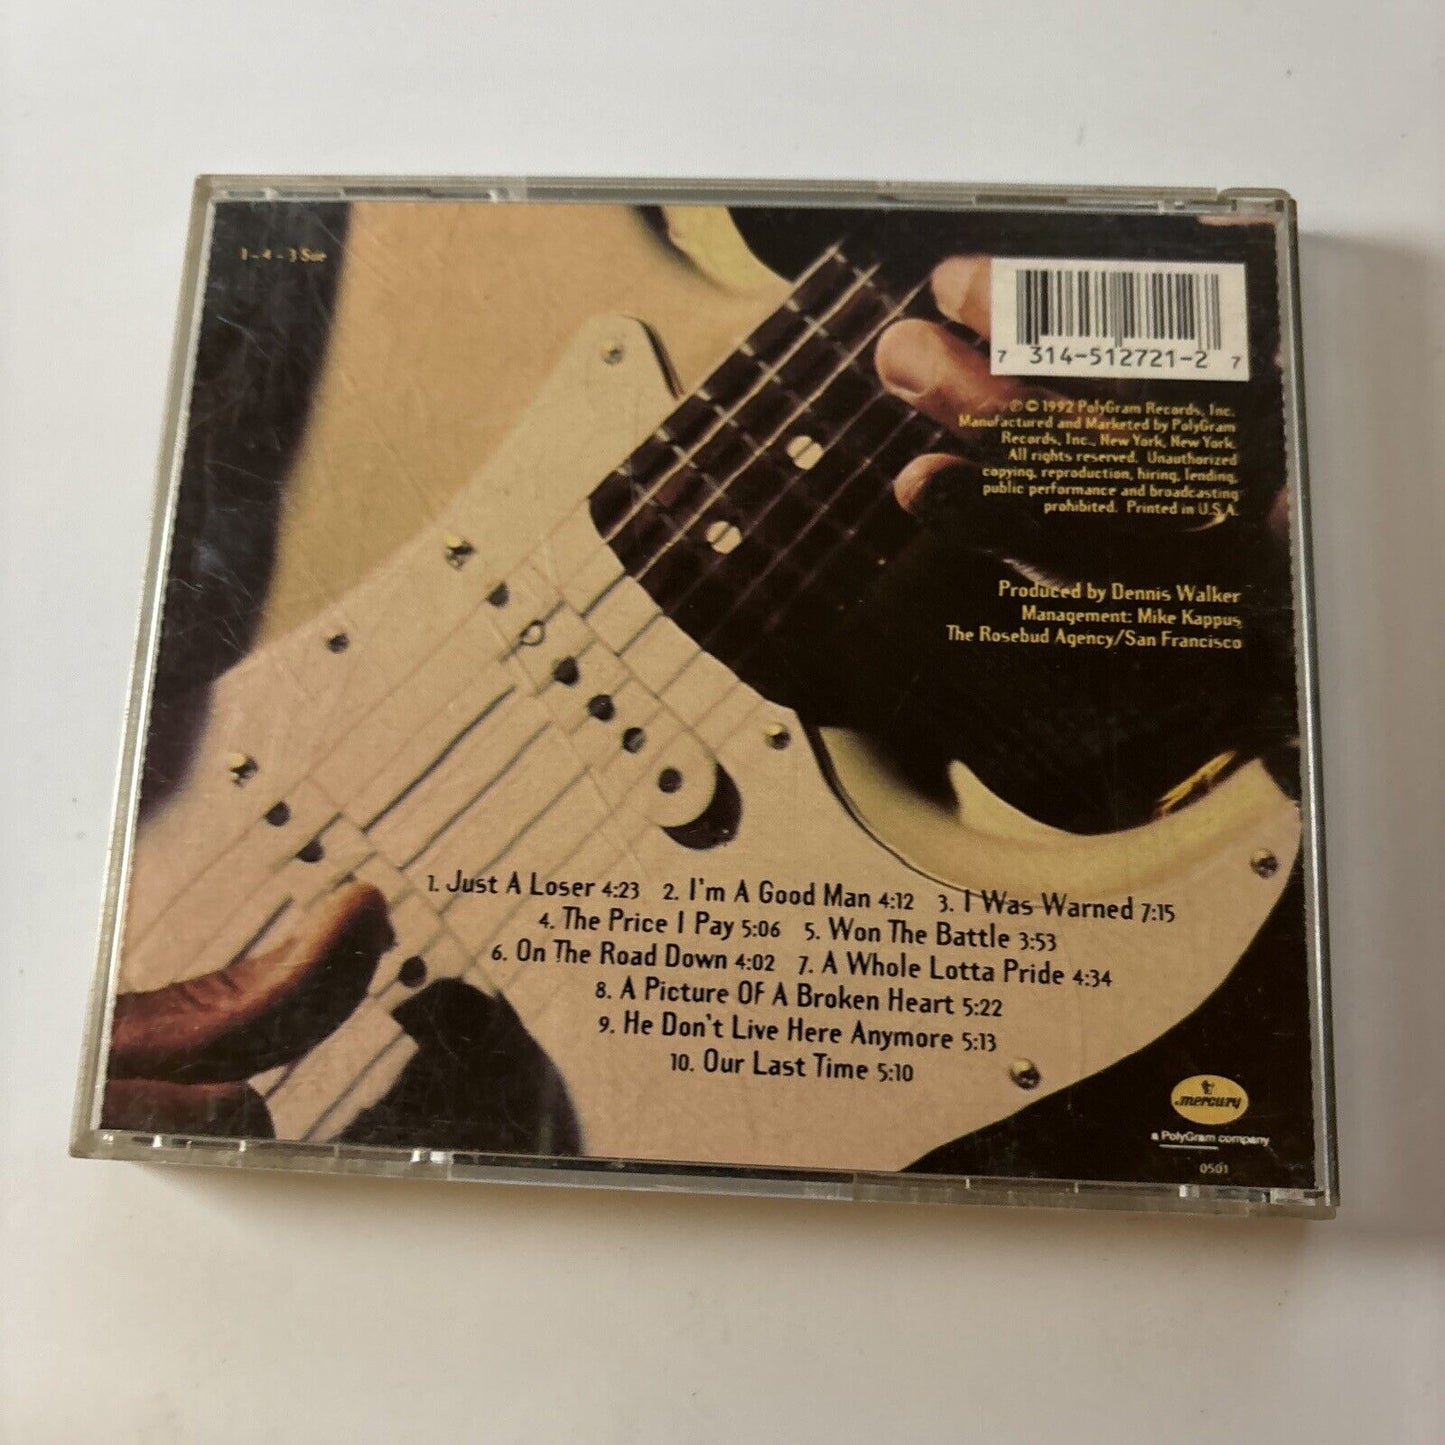 1 - 4 - 3 Sue
7 314-512721-2 7
℗ © 1992 PolyGram Records, Inc.
Manufactured and Marketed by PolyGram
Records, Inc., New York, New York.
All rights reserved. Unauthorized
copying, reproduction, hiring, lending,
public performance and broadcasting
prohibited. Printed in U.S.A.
Produced by Dennis Walker
Management: Mike Kappus
The Rosebud Agency/San Francisco
1. Just A Loser 4:23 2. I'm A Good Man 4:12 3. I Was Warned 7:15
4. The Price I Pay 5:06 5. Won The Battle 3:53
6. On The Road Down 4:02 7. A Whole Lotta Pride 4:34
8. A Picture Of A Broken Heart 5:22
9. He Don't Live Here Anymore 5:13
10. Our Last Time 5:10
mercury
a PolyGram company
0501